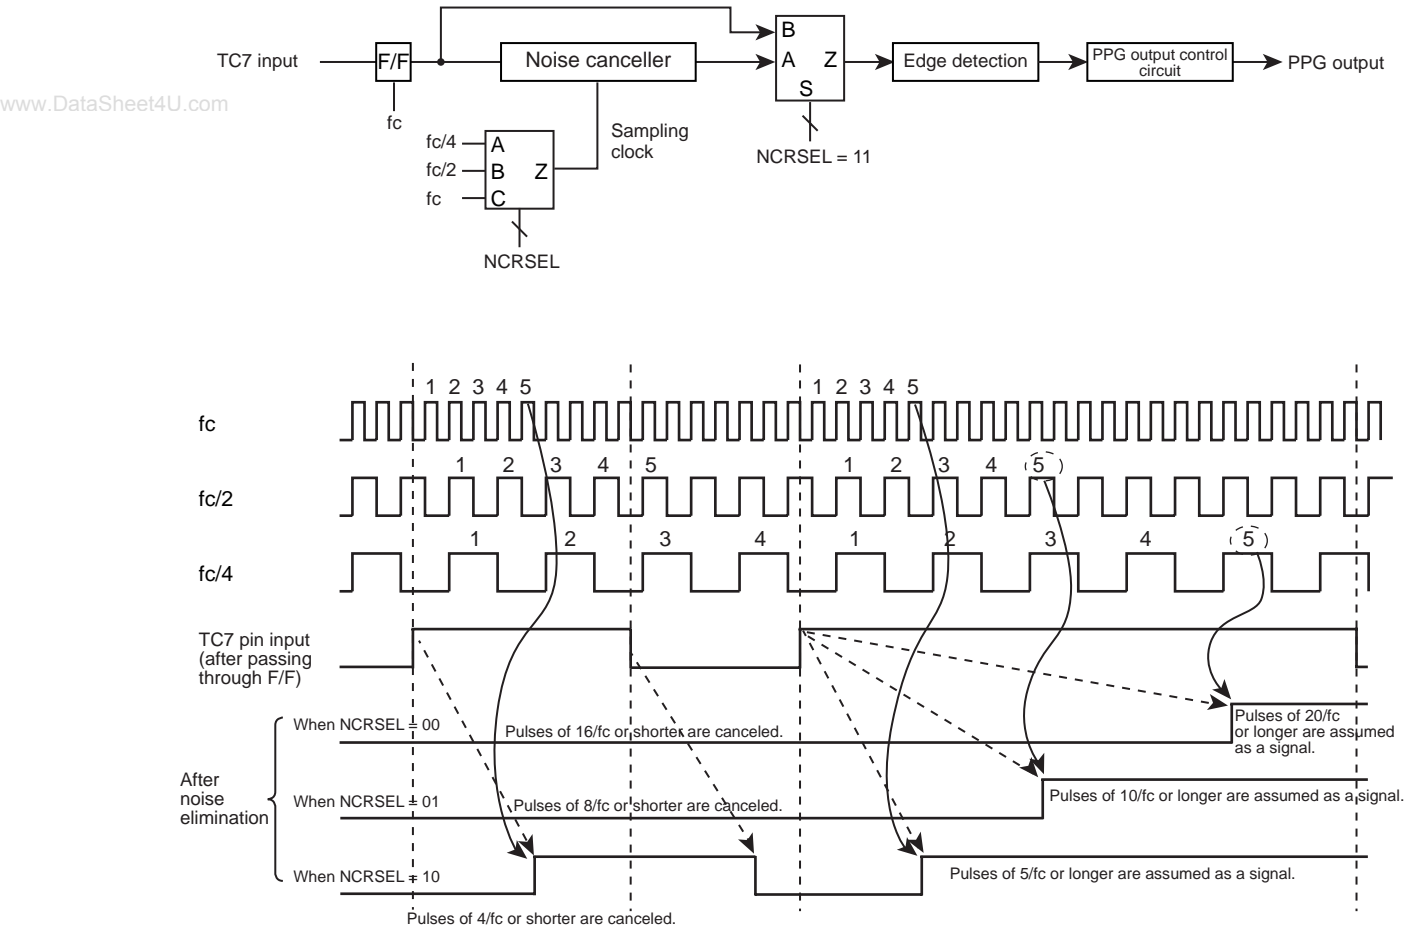 TC7 input
F/F
Noise canceller
B
A
Z
S
Edge detection
PPG output control
circuit
PPG output
www.DataSheet4U.com
fc
fc/4
fc/2
fc
A
B
C
Z
Sampling
clock
NCRSEL = 11
NCRSEL
1 2 3 4 5
1 2 3 4 5
fc
1 2 3 4 5
1 2 3 4 5
fc/2
1 2 3 4
1 2 3 4 5
fc/4
TC7 pin input
(after passing
through F/F)
When NCRSEL = 00
Pulses of 16/fc or shorter are canceled.
Pulses of 20/fc
or longer are assumed
as a signal.
After
noise
elimination
When NCRSEL = 01
Pulses of 8/fc or shorter are canceled.
Pulses of 10/fc or longer are assumed as a signal.
When NCRSEL = 10
Pulses of 5/fc or longer are assumed as a signal.
Pulses of 4/fc or shorter are canceled.